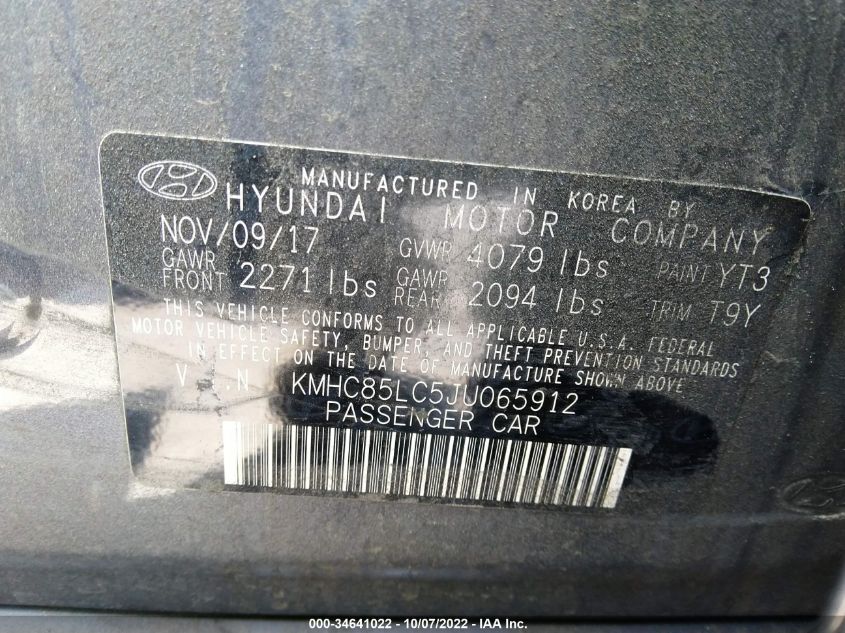 MANUFACTURED IN KOREA BY
HYUNDAI MOTOR COMPANY
NOV/09/17 GVWR 4079 lbs PAINT YT3
GAWR FRONT 2271 lbs GAWR REAR 2094 lbs TRIM T9Y
THIS VEHICLE CONFORMS TO ALL APPLICABLE U.S.A. FEDERAL
MOTOR VEHICLE SAFETY, BUMPER, AND THEFT PREVENTION STANDARDS
IN EFFECT ON THE DATE OF MANUFACTURE SHOWN ABOVE
V.I.N KMHC85LC5JU065912
PASSENGER CAR
000-34641022 - 10/07/2022 - IAA Inc.